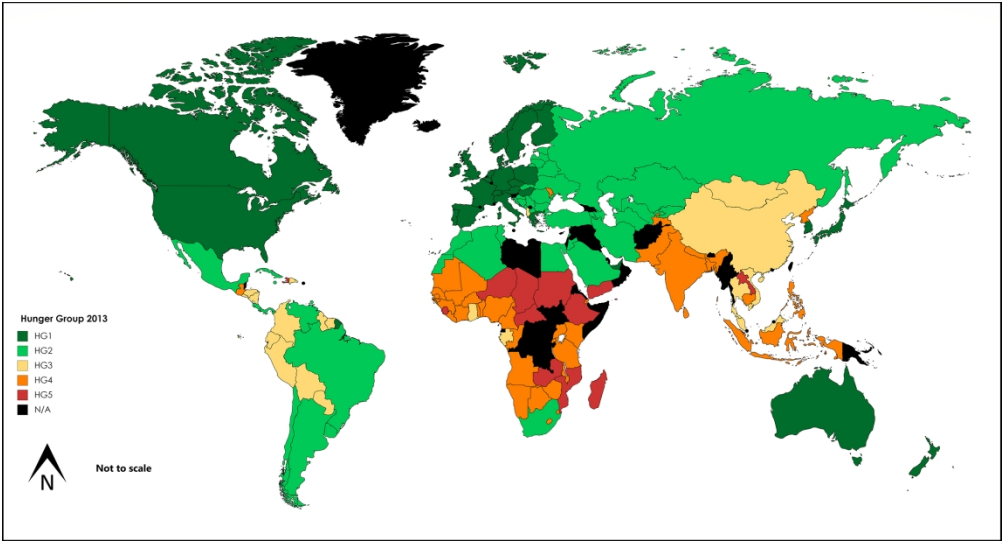 Hunger Group 2013
HG1
HG2
HG3
HG4
HG5
N/A
N
Not to scale